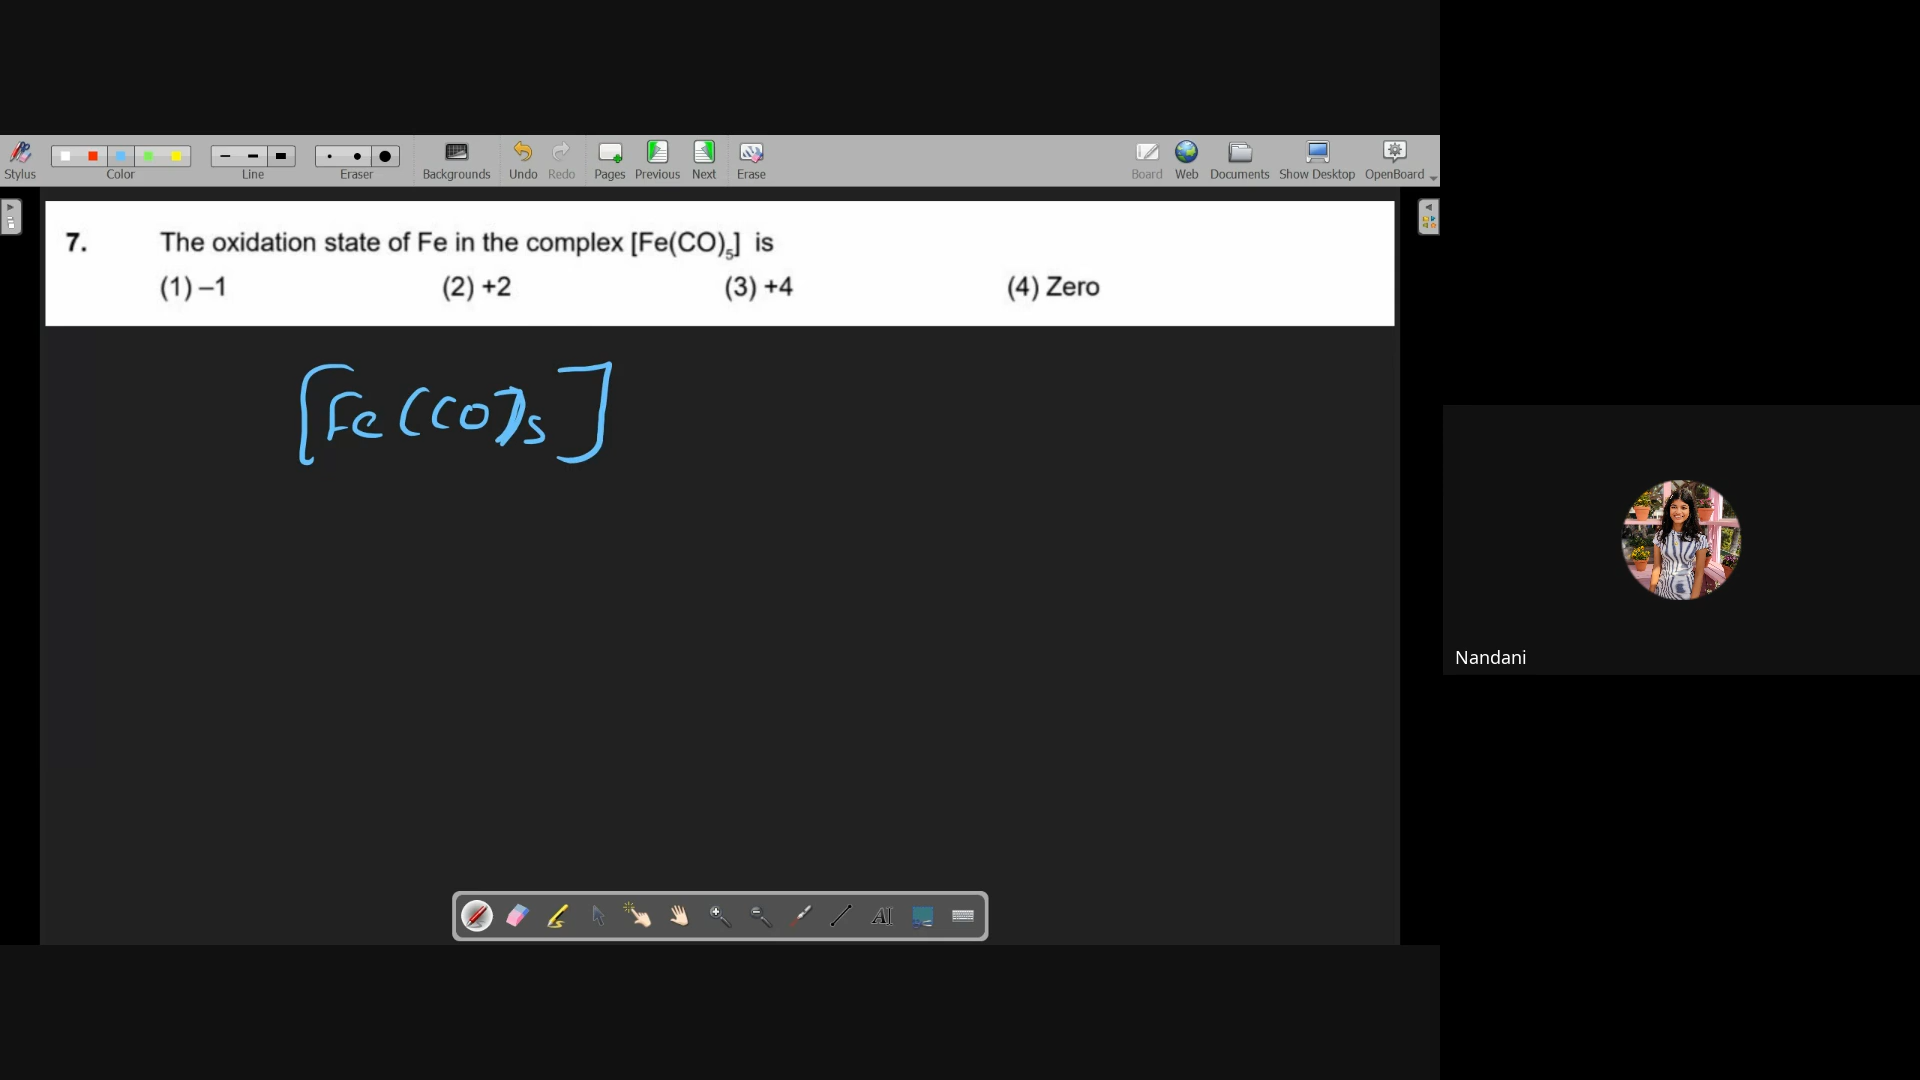 Stylus Color Line Eraser Backgrounds Undo Redo Pages Previous Next Erase Board Web Documents Show Desktop OpenBoard
7. The oxidation state of Fe in the complex [Fe(CO)₅] is
(1) –1 (2) +2 (3) +4 (4) Zero
[Fe(CO)₅]
Nandani
AI